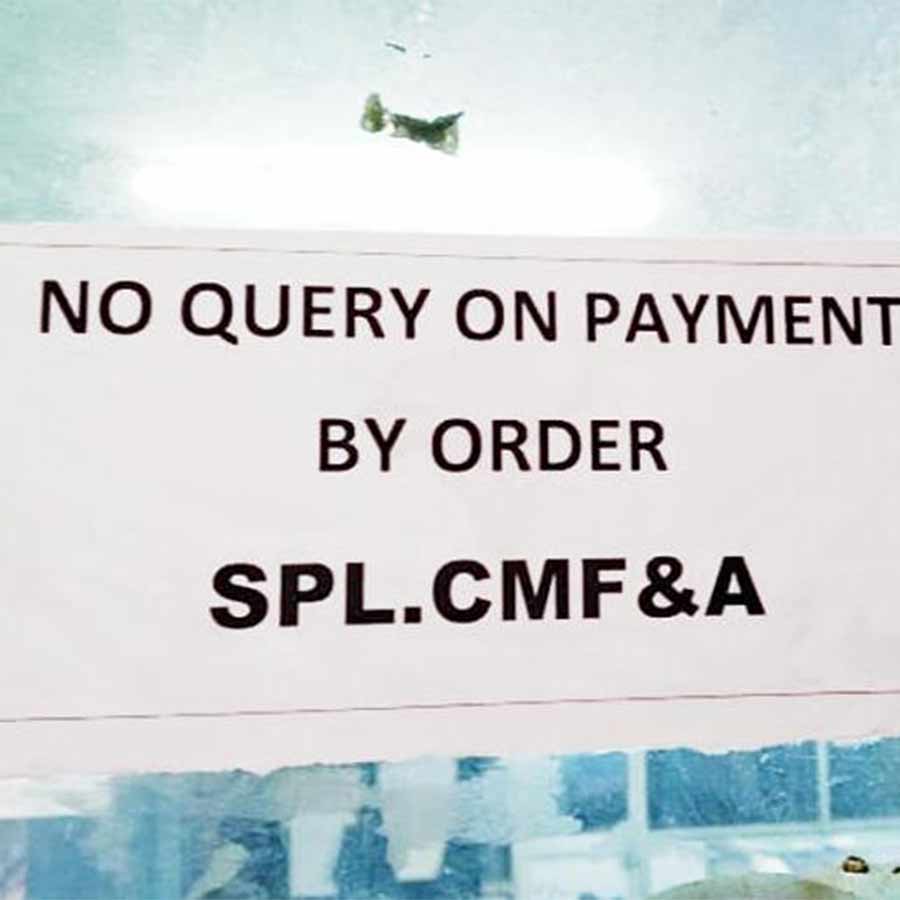 NO QUERY ON PAYMENT
BY ORDER
SPL.CMF&A